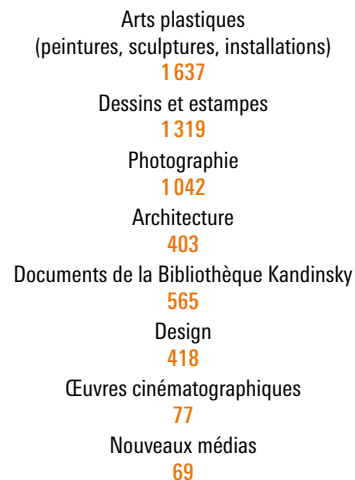 Arts plastiques
(peintures, sculptures, installations)
1 637
Dessins et estampes
1 319
Photographie
1 042
Architecture
403
Documents de la Bibliothèque Kandinsky
565
Design
418
Œuvres cinématographiques
77
Nouveaux médias
69